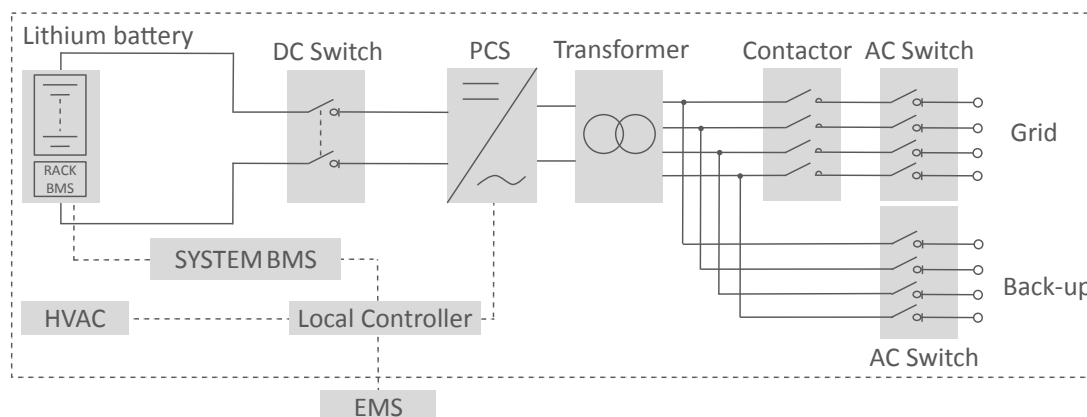 Lithium battery
DC Switch
PCS
Transformer
Contactor
AC Switch
RACK
BMS
Grid
SYSTEM BMS
HVAC
Local Controller
Back-up
AC Switch
EMS